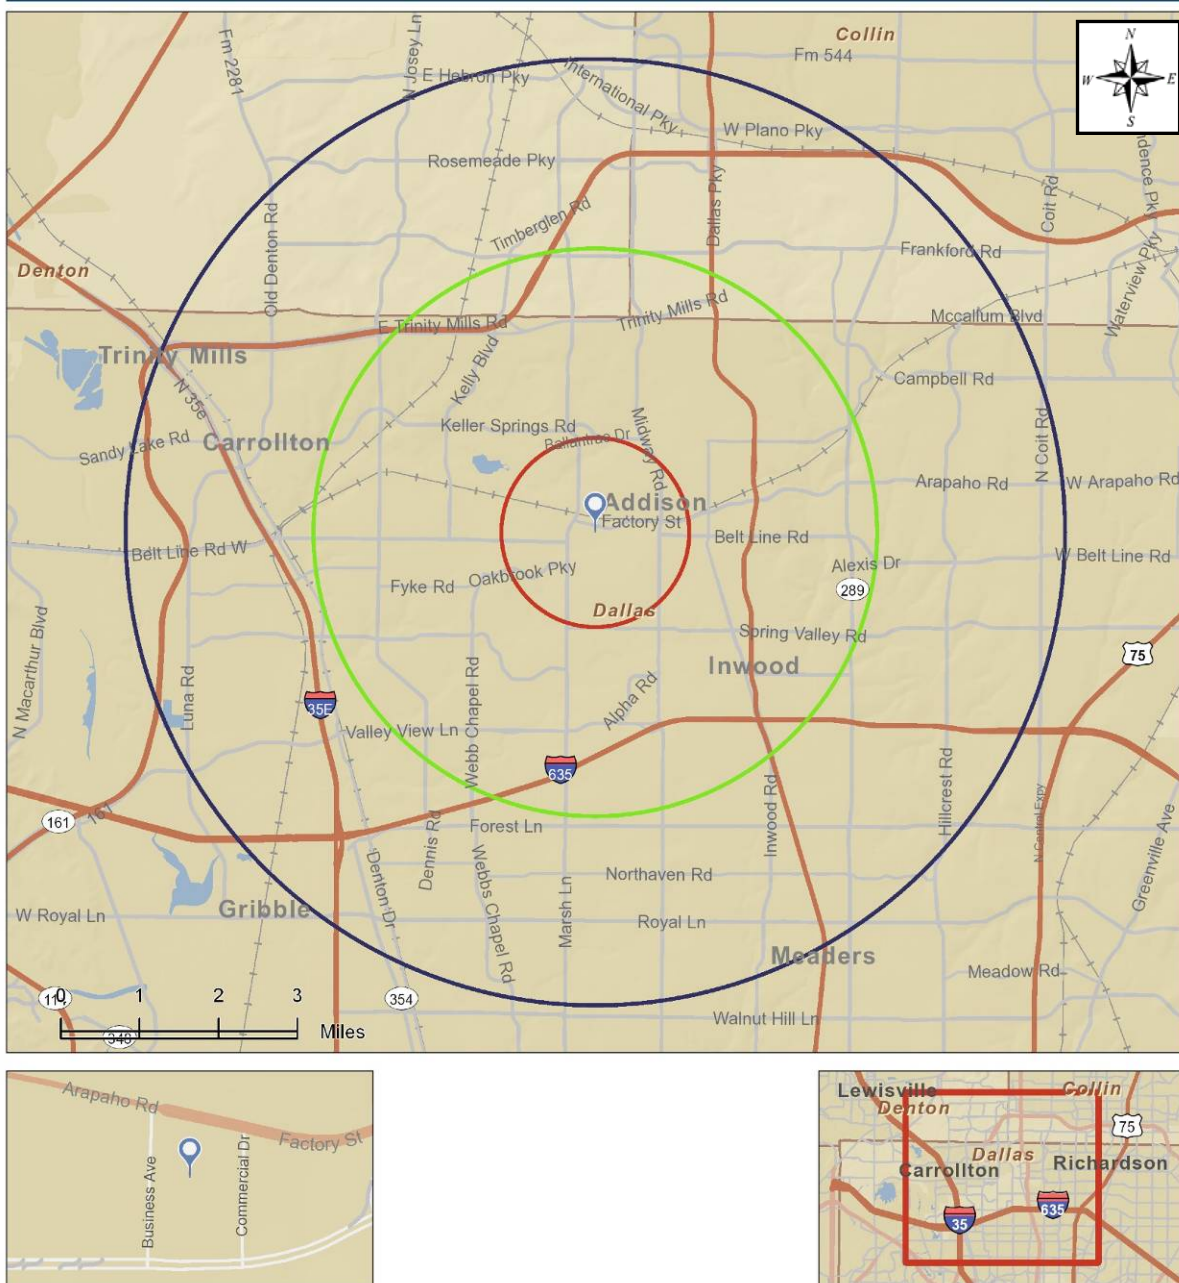 Collin
Fm 544
N
W
E
S
Fm 2281
N Josey Ln
E Hebron Pky
International Pky
W Plano Pky
Rosemeade Pky
Dallas Pky
Coit Rd
Timberglen Rd
Old Denton Rd
Frankford Rd
Waterview Pky
Denton
E Trinity Mills Rd
Trinity Mills Rd
Mccallum Blvd
Trinity Mills
Kelly Blvd
Campbell Rd
N 35e
Sandy Lake Rd
Carrollton
Keller Springs Rd
Ballantrae Dr
Midway Rd
N Coit Rd
Arapaho Rd
W Arapaho Rd
Addison
Factory St
Belt Line Rd W
Belt Line Rd
W Belt Line Rd
Fyke Rd
Oakbrook Pky
Alexis Dr
289
Dallas
Spring Valley Rd
N Macarthur Blvd
Inwood
75
Luna Rd
Webb Chapel Rd
Alpha Rd
35E
Valley View Ln
635
Hillcrest Rd
161
161
Forest Ln
Inwood Rd
N Central Expy
Greenville Ave
Dennis Rd
Denton Dr
Webbs Chapel Rd
Northaven Rd
Marsh Ln
W Royal Ln
Gribble
Royal Ln
Meaders
Meadow Rd
114
354
348
Walnut Hill Ln
0 1 2 3
Miles
Arapaho Rd
Factory St
Business Ave
Commercial Dr
Lewisville
Denton
Collin
75
Dallas
Carrollton
Richardson
35
635